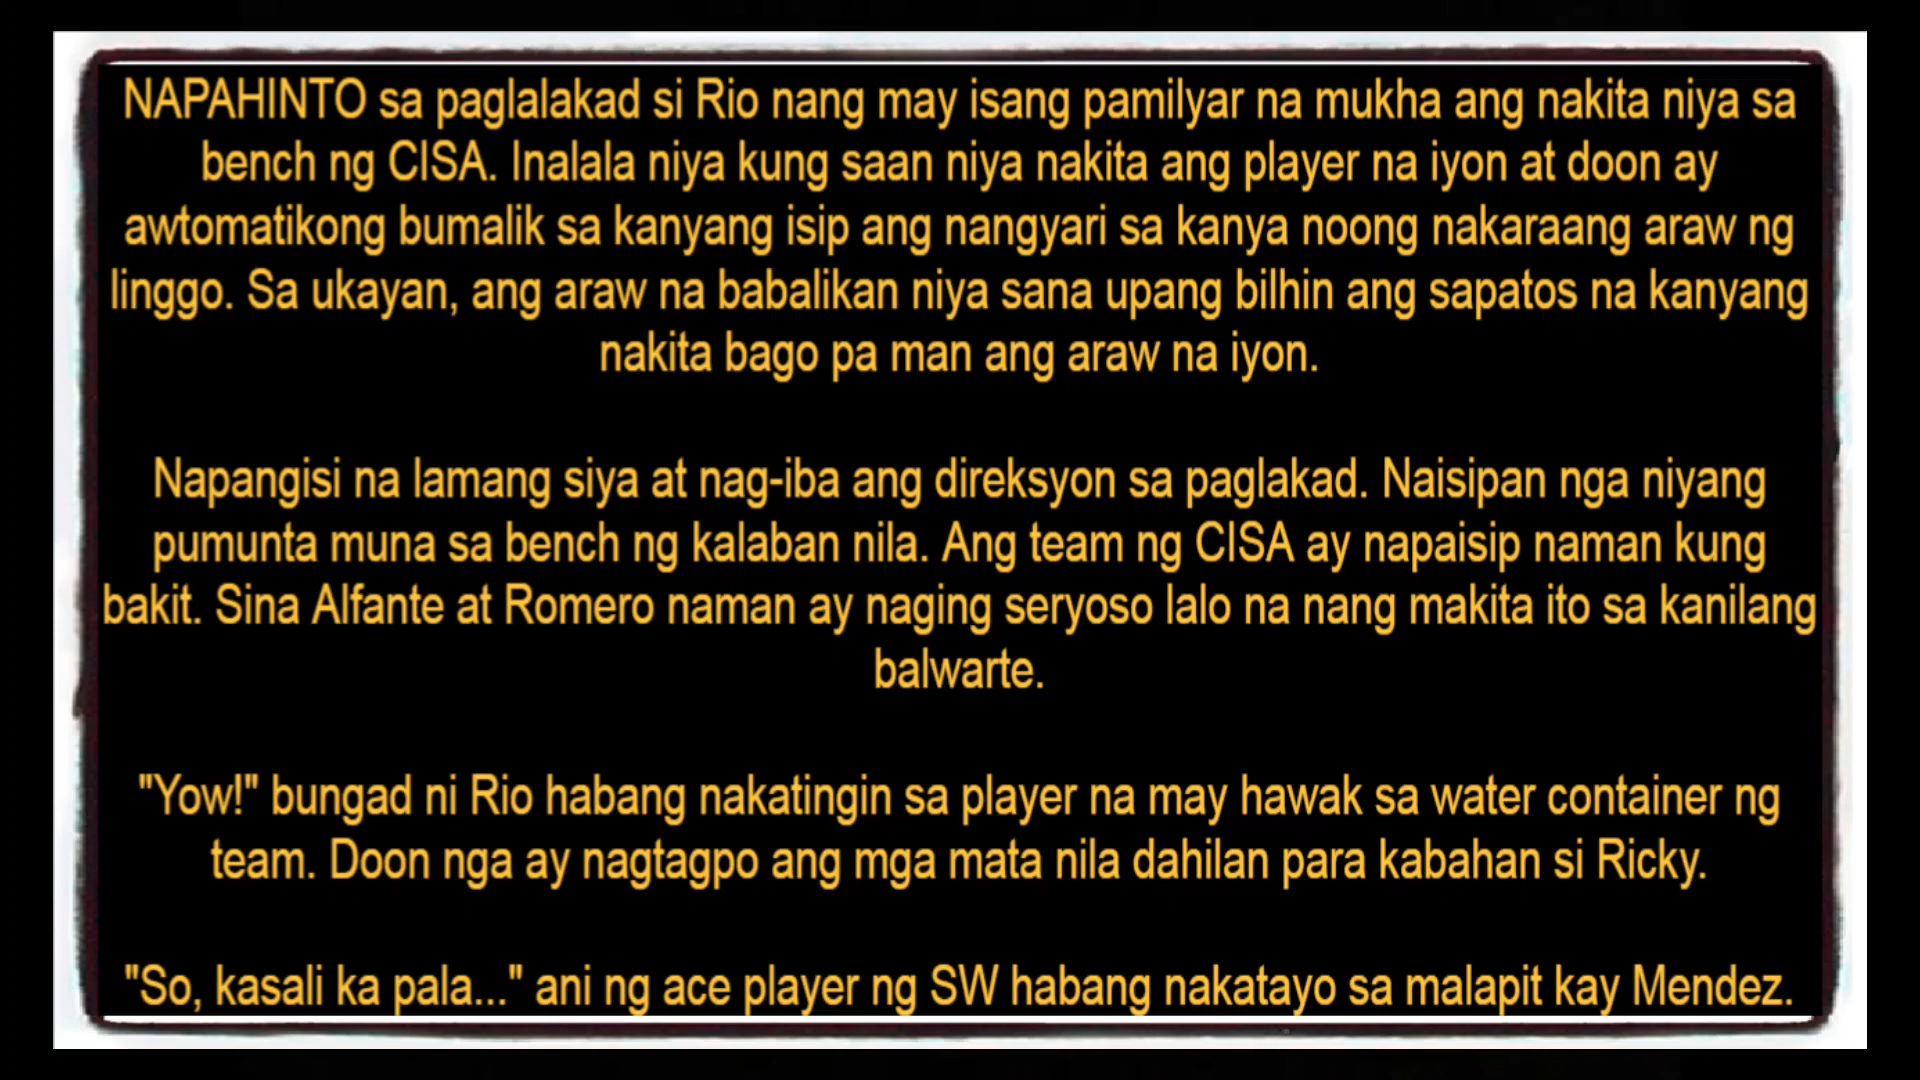 NAPAHINTO sa paglalakad si Rio nang may isang pamilyar na mukha ang nakita niya sa
bench ng CISA. Inalala niya kung saan niya nakita ang player na iyon at doon ay
awtomatikong bumalik sa kanyang isip ang nangyari sa kanya noong nakaraang araw ng
linggo. Sa ukayan, ang araw na babalikan niya sana upang bilhin ang sapatos na kanyang
nakita bago pa man ang araw na iyon.
Napangisi na lamang siya at nag-iba ang direksyon sa paglakad. Naisipan nga niyang
pumunta muna sa bench ng kalaban nila. Ang team ng CISA ay napaisip naman kung
bakit. Sina Alfante at Romero naman ay naging seryoso lalo na nang makita ito sa kanilang
balwarte.
"Yow!" bungad ni Rio habang nakatingin sa player na may hawak sa water container ng
team. Doon nga ay nagtagpo ang mga mata nila dahilan para kabahan si Ricky.
"So, kasali ka pala..." ani ng ace player ng SW habang nakatayo sa malapit kay Mendez.